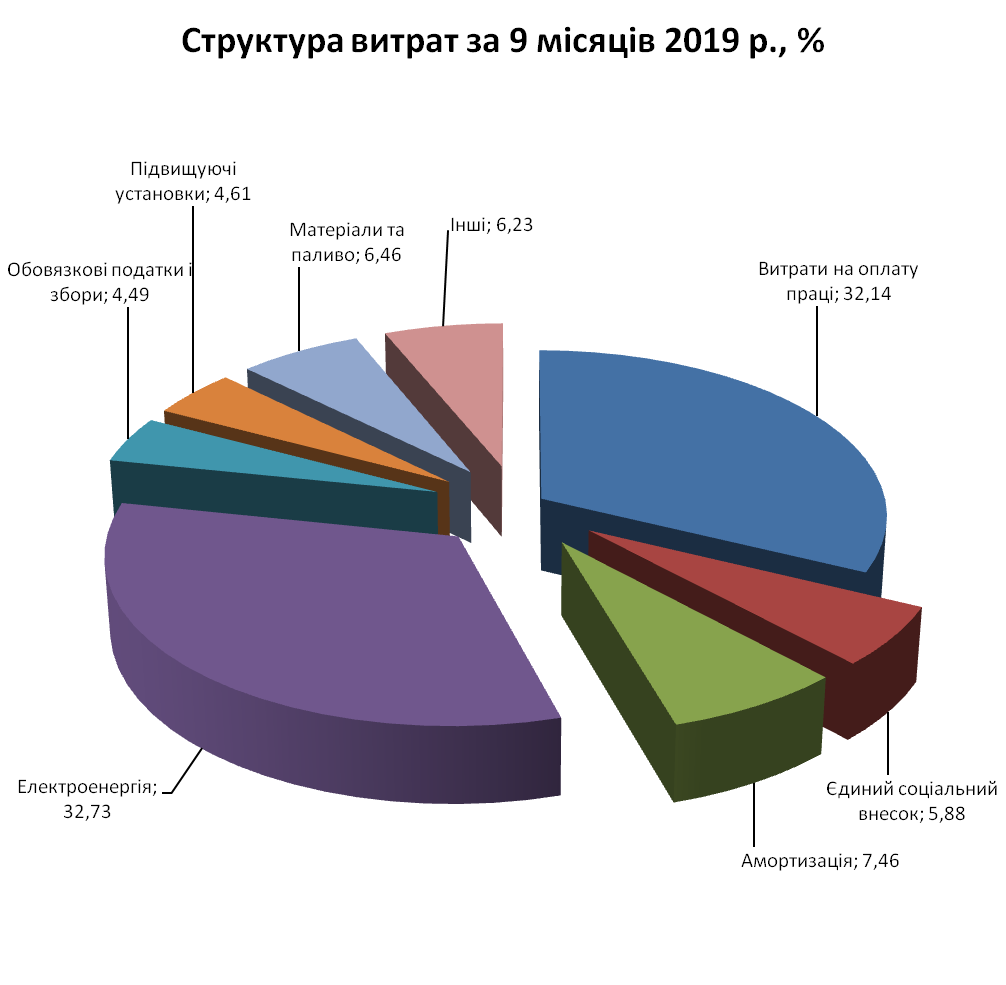 Структура витрат за 9 місяців 2019 р., %
Підвищуючі
установки; 4,61
Матеріали та
паливо; 6,46
Інші; 6,23
Обовязкові податки і
збори; 4,49
Витрати на оплату
праці; 32,14
Електроенергія;
32,73
Єдиний соціальний
внесок; 5,88
Амортизація; 7,46